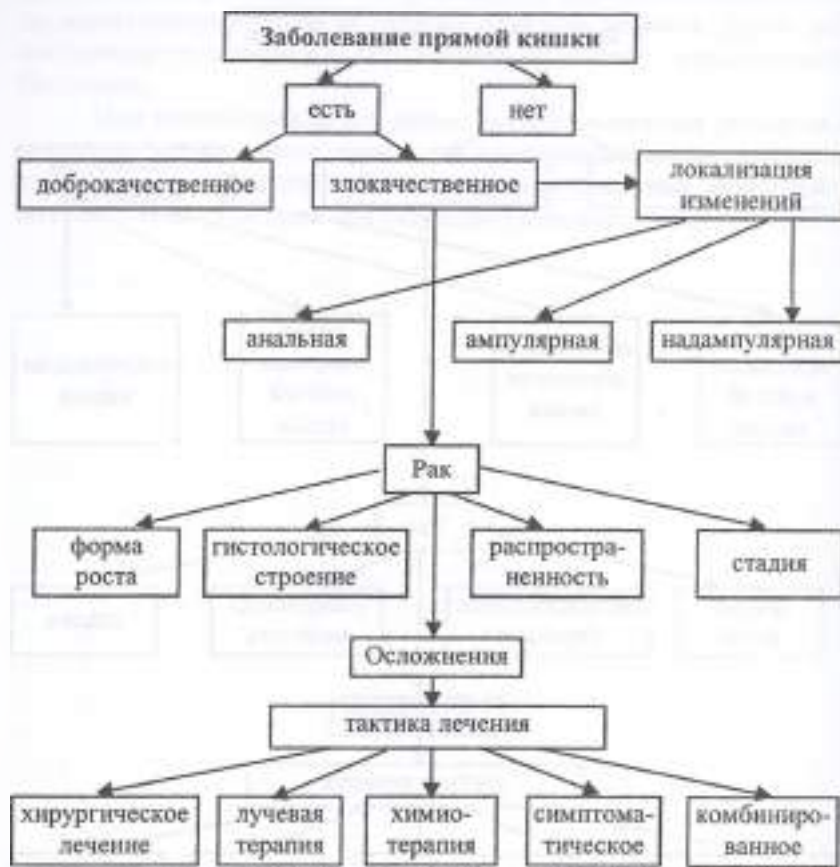 Заболевание прямой кишки
есть
нет
доброкачественное
злокачественное
локализация
изменений
анальная
ампулярная
надампулярная
Рак
форма
роста
гистологическое
строение
распростра-
ненность
стадия
Осложнения
тактика лечения
хирургическое
лечение
лучевая
терапия
химио-
терапия
симптома-
тическое
комбиниро-
ванное